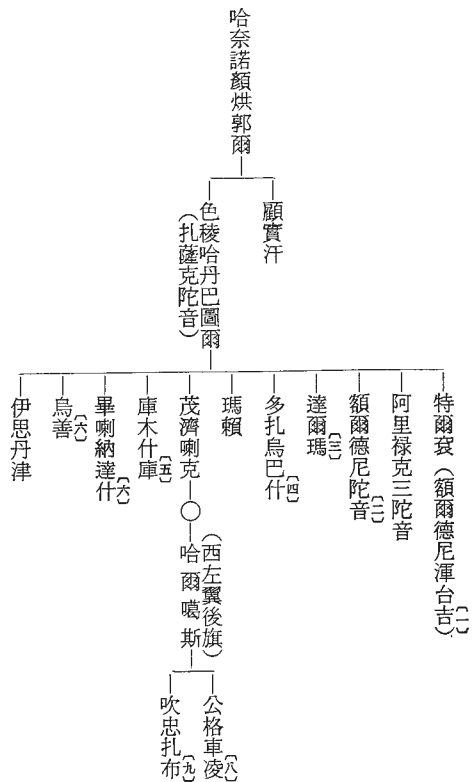 哈奈諾顏烘郭爾
顧實汗
色稜哈丹巴圖爾
（扎薩克陀音）
特爾袞（額爾德尼渾台吉）〔一〕
阿里禄克三陀音
額爾德尼陀音〔二〕
達爾瑪〔三〕
多扎烏巴什〔四〕
瑪賴
茂濟喇克
庫木什庫〔五〕
畢喇納達什〔六〕
烏善〔六〕
伊思丹津
（西左翼後旗）
哈爾噶斯
公格車凌〔八〕
吹忠扎布〔九〕